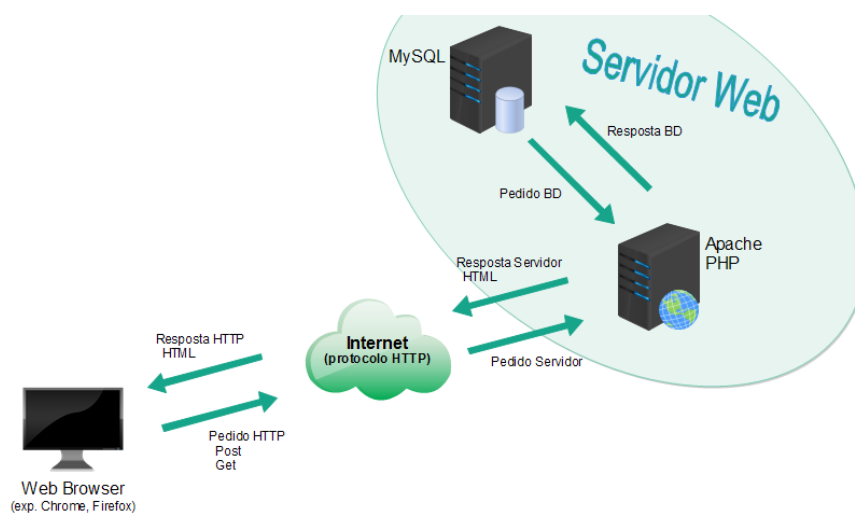 MySQL
Servidor Web
Resposta BD
Pedido BD
Apache
PHP
Resposta Servidor
HTML
Internet
(protocolo HTTP)
Pedido Servidor
Resposta HTTP
HTML
Pedido HTTP
Post
Get
Web Browser
(exp. Chrome, Firefox)